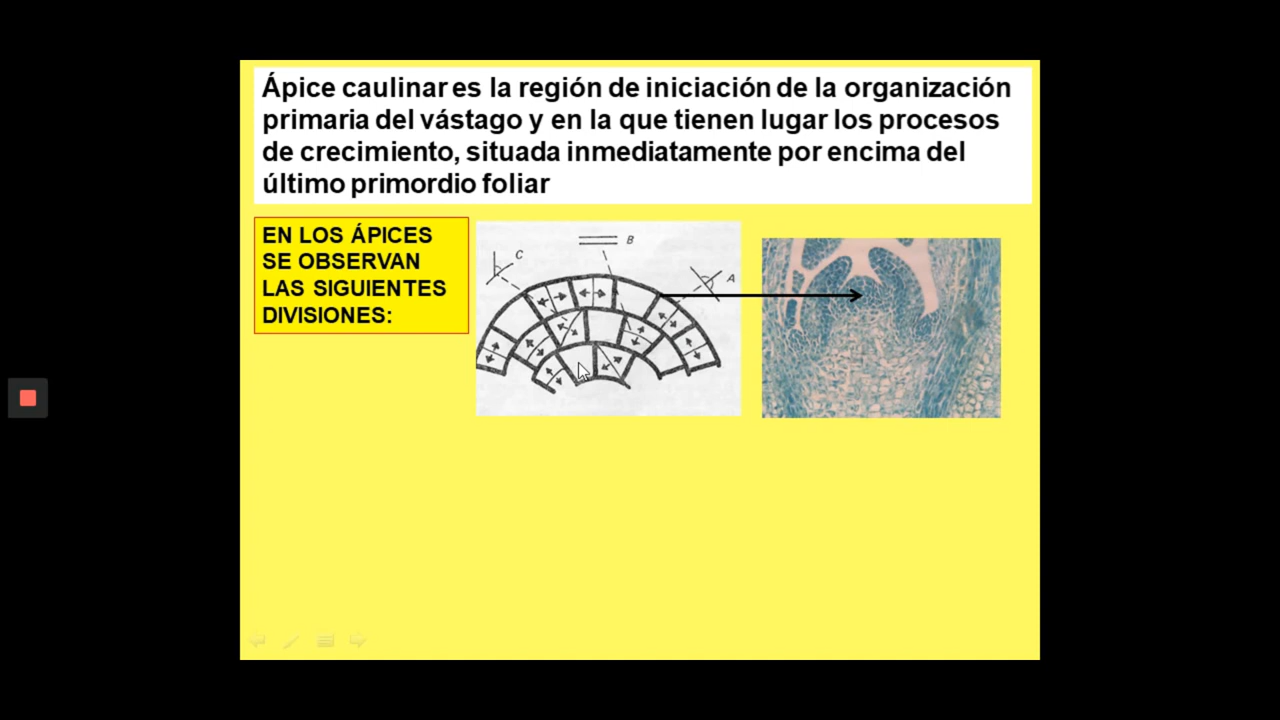 Ápice caulinar es la región de iniciación de la organización
primaria del vástago y en la que tienen lugar los procesos
de crecimiento, situada inmediatamente por encima del
último primordio foliar
EN LOS ÁPICES
SE OBSERVAN
LAS SIGUIENTES
DIVISIONES:
C
B
A